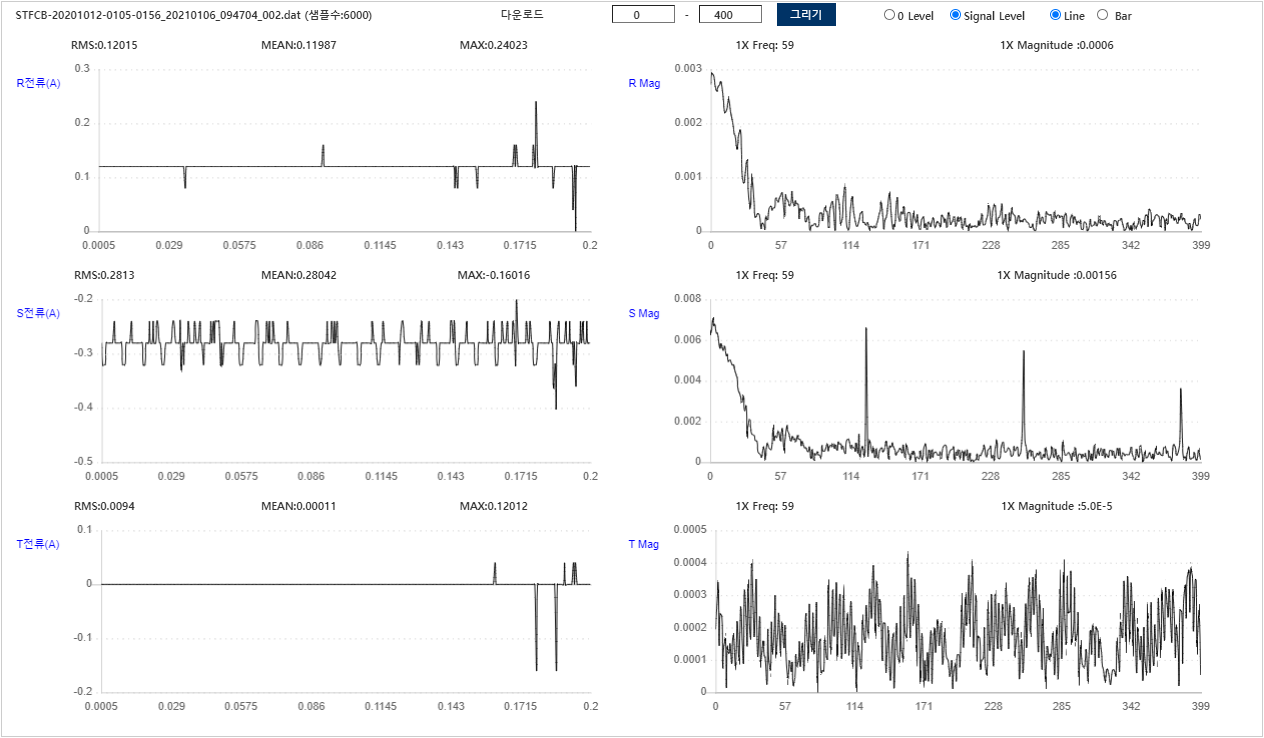 STFCB-20201012-0105-0156_20210106_094704_002.dat (샘플수:6000) 다운로드 0 - 400 그리기 0 Level Signal Level Line Bar
RMS:0.12015 MEAN:0.11987 MAX:0.24023 1X Freq: 59 1X Magnitude :0.0006
R전류(A)
0.3
0.2
0.1
0
0.0005 0.029 0.0575 0.086 0.1145 0.143 0.1715 0.2
R Mag
0.003
0.002
0.001
0
0 57 114 171 228 285 342 399
RMS:0.2813 MEAN:0.28042 MAX:-0.16016 1X Freq: 59 1X Magnitude :0.00156
S전류(A)
-0.2
-0.3
-0.4
-0.5
0.0005 0.029 0.0575 0.086 0.1145 0.143 0.1715 0.2
S Mag
0.008
0.006
0.004
0.002
0
0 57 114 171 228 285 342 399
RMS:0.0094 MEAN:0.00011 MAX:0.12012 1X Freq: 59 1X Magnitude :5.0E-5
T전류(A)
0.1
0
-0.1
-0.2
0.0005 0.029 0.0575 0.086 0.1145 0.143 0.1715 0.2
T Mag
0.0005
0.0004
0.0003
0.0002
0.0001
0
0 57 114 171 228 285 342 399